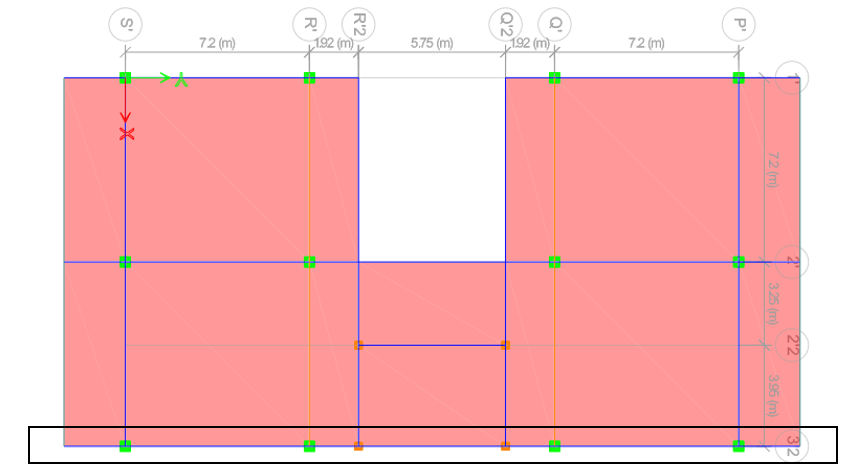 S' R' R'2 Q'2 Q' P'
7.2 (m) 1.92 (m) 5.75 (m) 1.92 (m) 7.2 (m)
1'
Y
X
7.2 (m)
2'
3.25 (m)
2'2
3.95 (m)
3'2